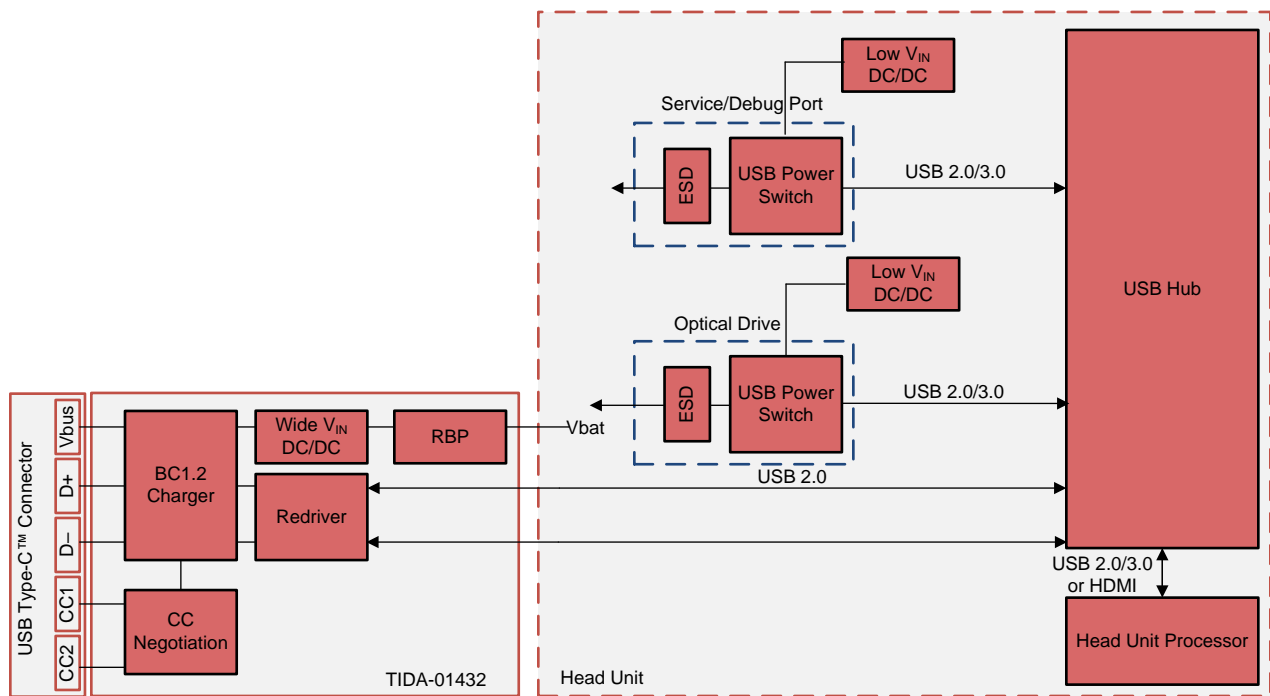 Low VIN
DC/DC
Service/Debug Port
ESD
USB Power
Switch
USB 2.0/3.0
USB Hub
Low VIN
DC/DC
Optical Drive
ESD
USB Power
Switch
USB 2.0/3.0
USB Type-C™ Connector
Vbus
D+
D–
CC1
CC2
BC1.2
Charger
Wide VIN
DC/DC
RBP
Vbat
Redriver
USB 2.0
CC
Negotiation
TIDA-01432
USB 2.0/3.0
or HDMI
Head Unit Processor
Head Unit